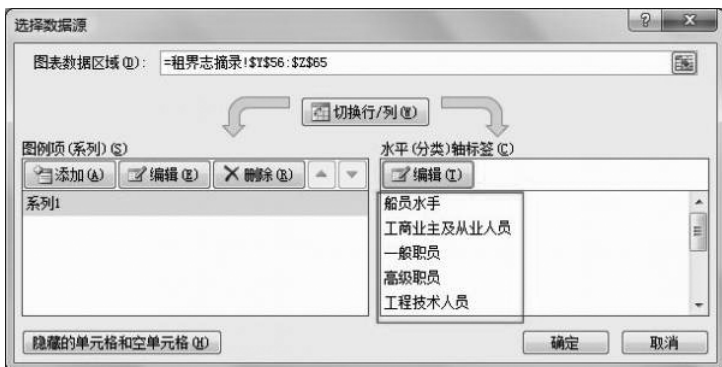 选择数据源
图表数据区域(D): =租界志摘录!$Y$56:$Z$65
切换行/列(W)
图例项(系列)(S)
水平(分类)轴标签(C)
添加(A) 编辑(E) 删除(R)
编辑(T)
系列1
船员水手
工商业主及从业人员
一般职员
高级职员
工程技术人员
隐藏的单元格和空单元格(H)
确定 取消